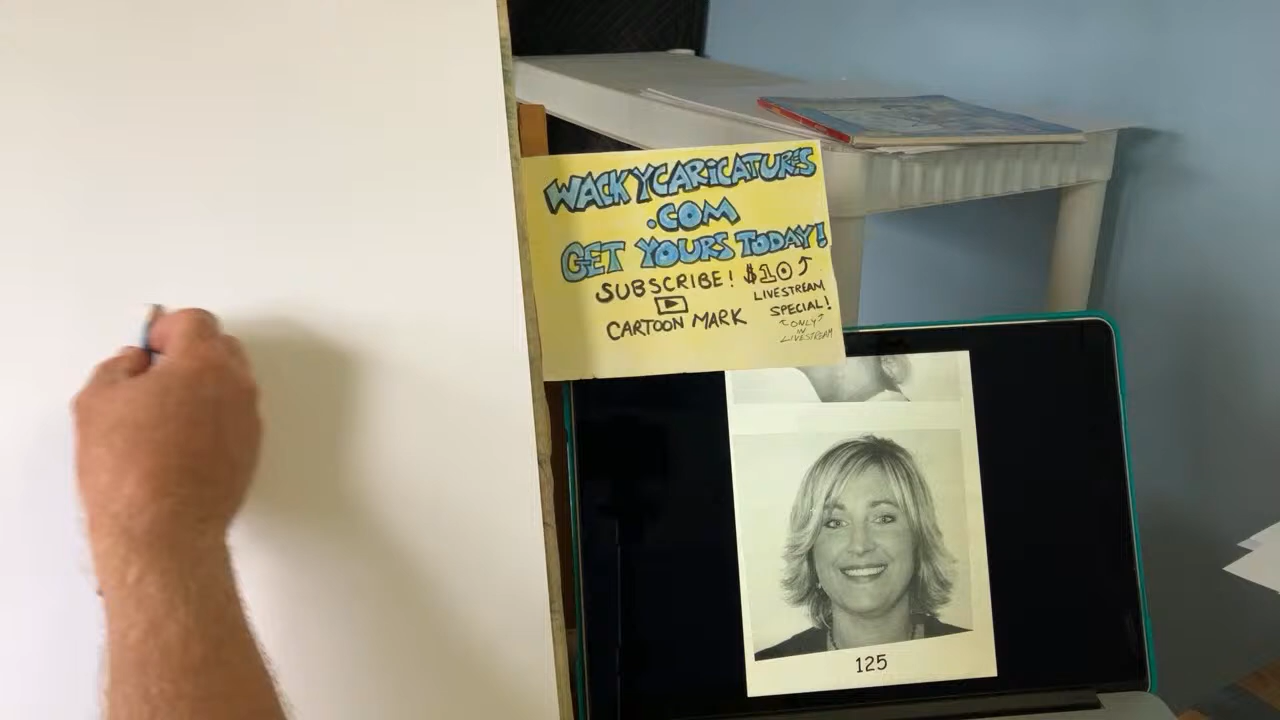 WACKYCARICATURES
.COM
GET YOURS TODAY!
SUBSCRIBE! $10
LIVESTREAM
SPECIAL!
CARTOON MARK
ONLY
IN
LIVESTREAM
125